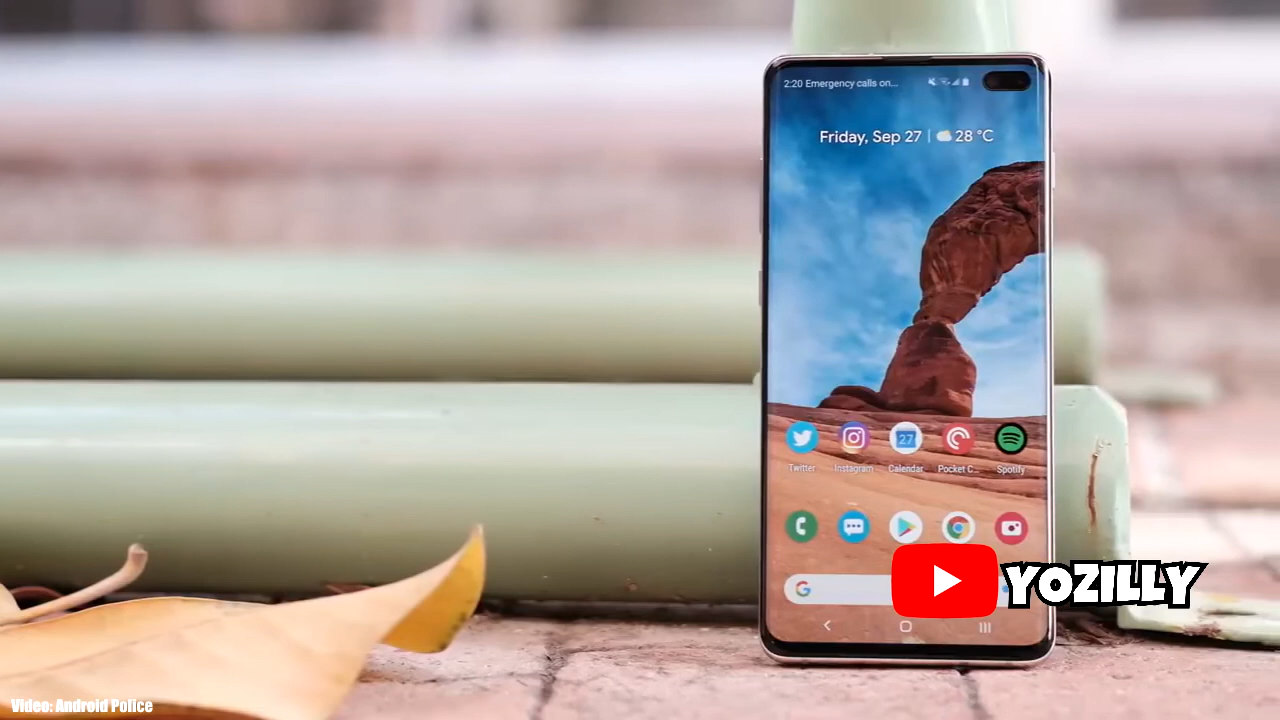 2:20 Emergency calls on...
Friday, Sep 27 | 28 °C
27
Twitter Instagram Calendar Pocket C... Spotify
G
YOZILLY
Video: Android Police